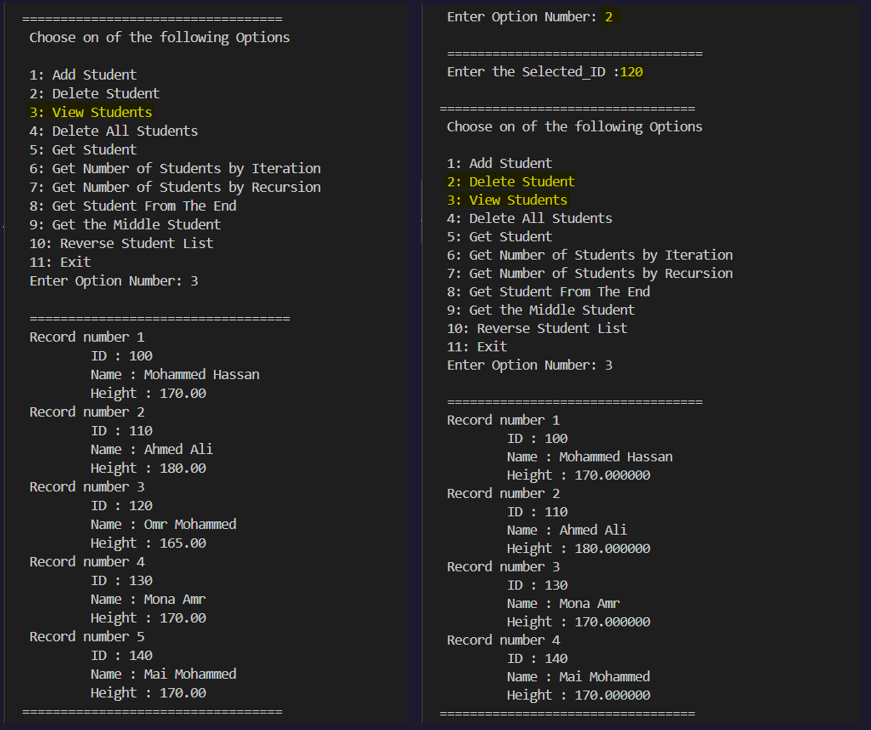 ==================================
Choose on of the following Options
1: Add Student
2: Delete Student
3: View Students
4: Delete All Students
5: Get Student
6: Get Number of Students by Iteration
7: Get Number of Students by Recursion
8: Get Student From The End
9: Get the Middle Student
10: Reverse Student List
11: Exit
Enter Option Number: 3
==================================
Record number 1
ID : 100
Name : Mohammed Hassan
Height : 170.00
Record number 2
ID : 110
Name : Ahmed Ali
Height : 180.00
Record number 3
ID : 120
Name : Omr Mohammed
Height : 165.00
Record number 4
ID : 130
Name : Mona Amr
Height : 170.00
Record number 5
ID : 140
Name : Mai Mohammed
Height : 170.00
==================================
Enter Option Number: 2
==================================
Enter the Selected_ID :120
==================================
Choose on of the following Options
1: Add Student
2: Delete Student
3: View Students
4: Delete All Students
5: Get Student
6: Get Number of Students by Iteration
7: Get Number of Students by Recursion
8: Get Student From The End
9: Get the Middle Student
10: Reverse Student List
11: Exit
Enter Option Number: 3
==================================
Record number 1
ID : 100
Name : Mohammed Hassan
Height : 170.000000
Record number 2
ID : 110
Name : Ahmed Ali
Height : 180.000000
Record number 3
ID : 130
Name : Mona Amr
Height : 170.000000
Record number 4
ID : 140
Name : Mai Mohammed
Height : 170.000000
==================================